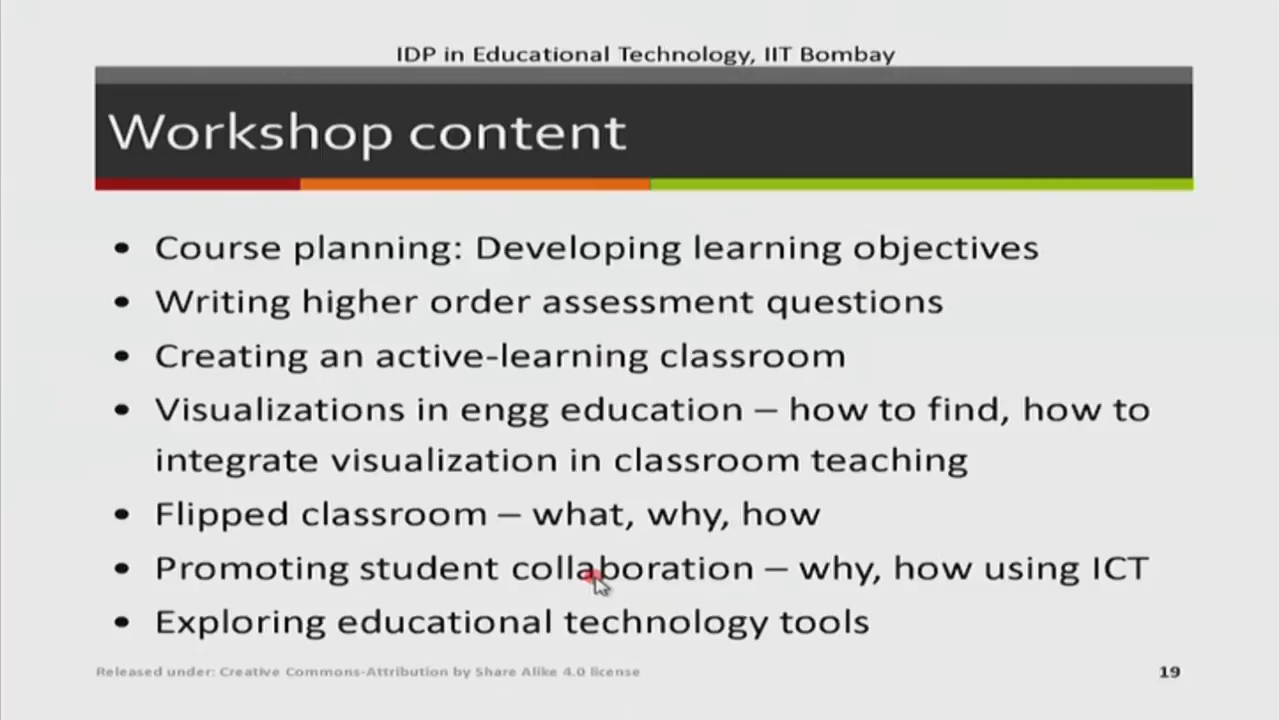 IDP in Educational Technology, IIT Bombay
Workshop content
• Course planning: Developing learning objectives
• Writing higher order assessment questions
• Creating an active-learning classroom
• Visualizations in engg education – how to find, how to
integrate visualization in classroom teaching
• Flipped classroom – what, why, how
• Promoting student collaboration – why, how using ICT
• Exploring educational technology tools
Released under: Creative Commons-Attribution by Share Alike 4.0 license
19